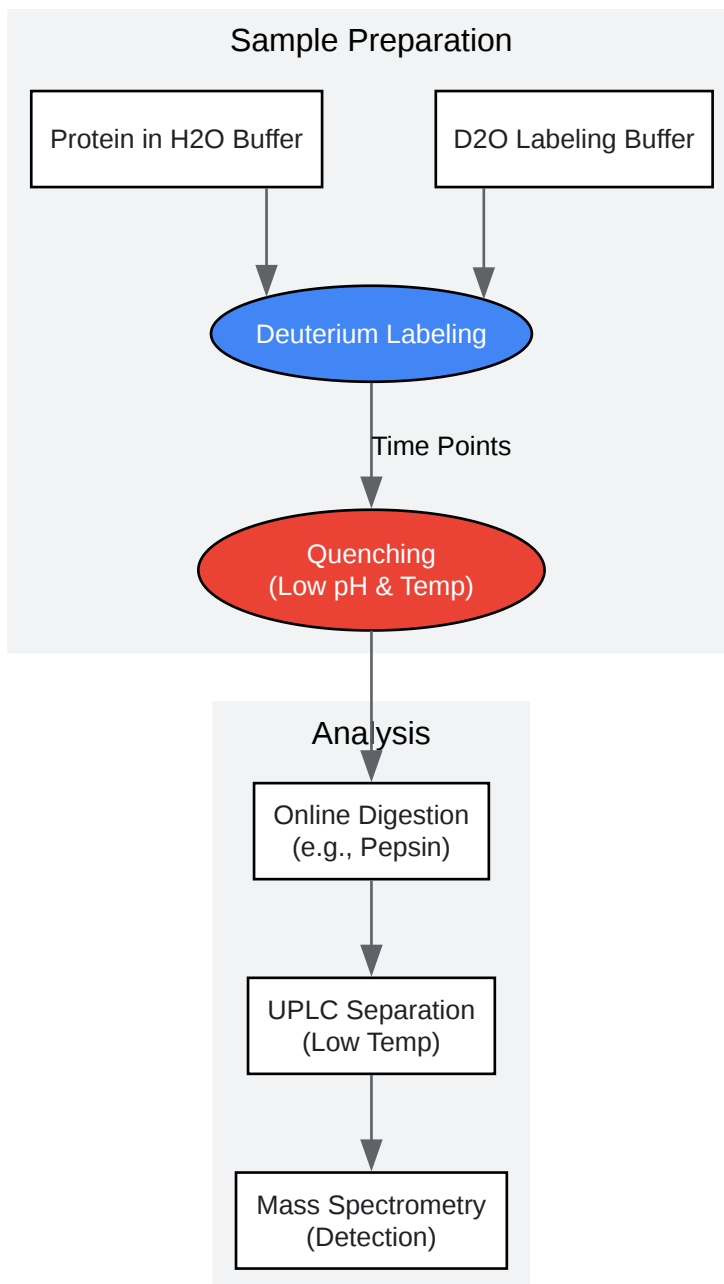 Sample Preparation
Protein in H2O Buffer
D2O Labeling Buffer
Deuterium Labeling
Time Points
Quenching
(Low pH & Temp)
Analysis
Online Digestion
(e.g., Pepsin)
UPLC Separation
(Low Temp)
Mass Spectrometry
(Detection)